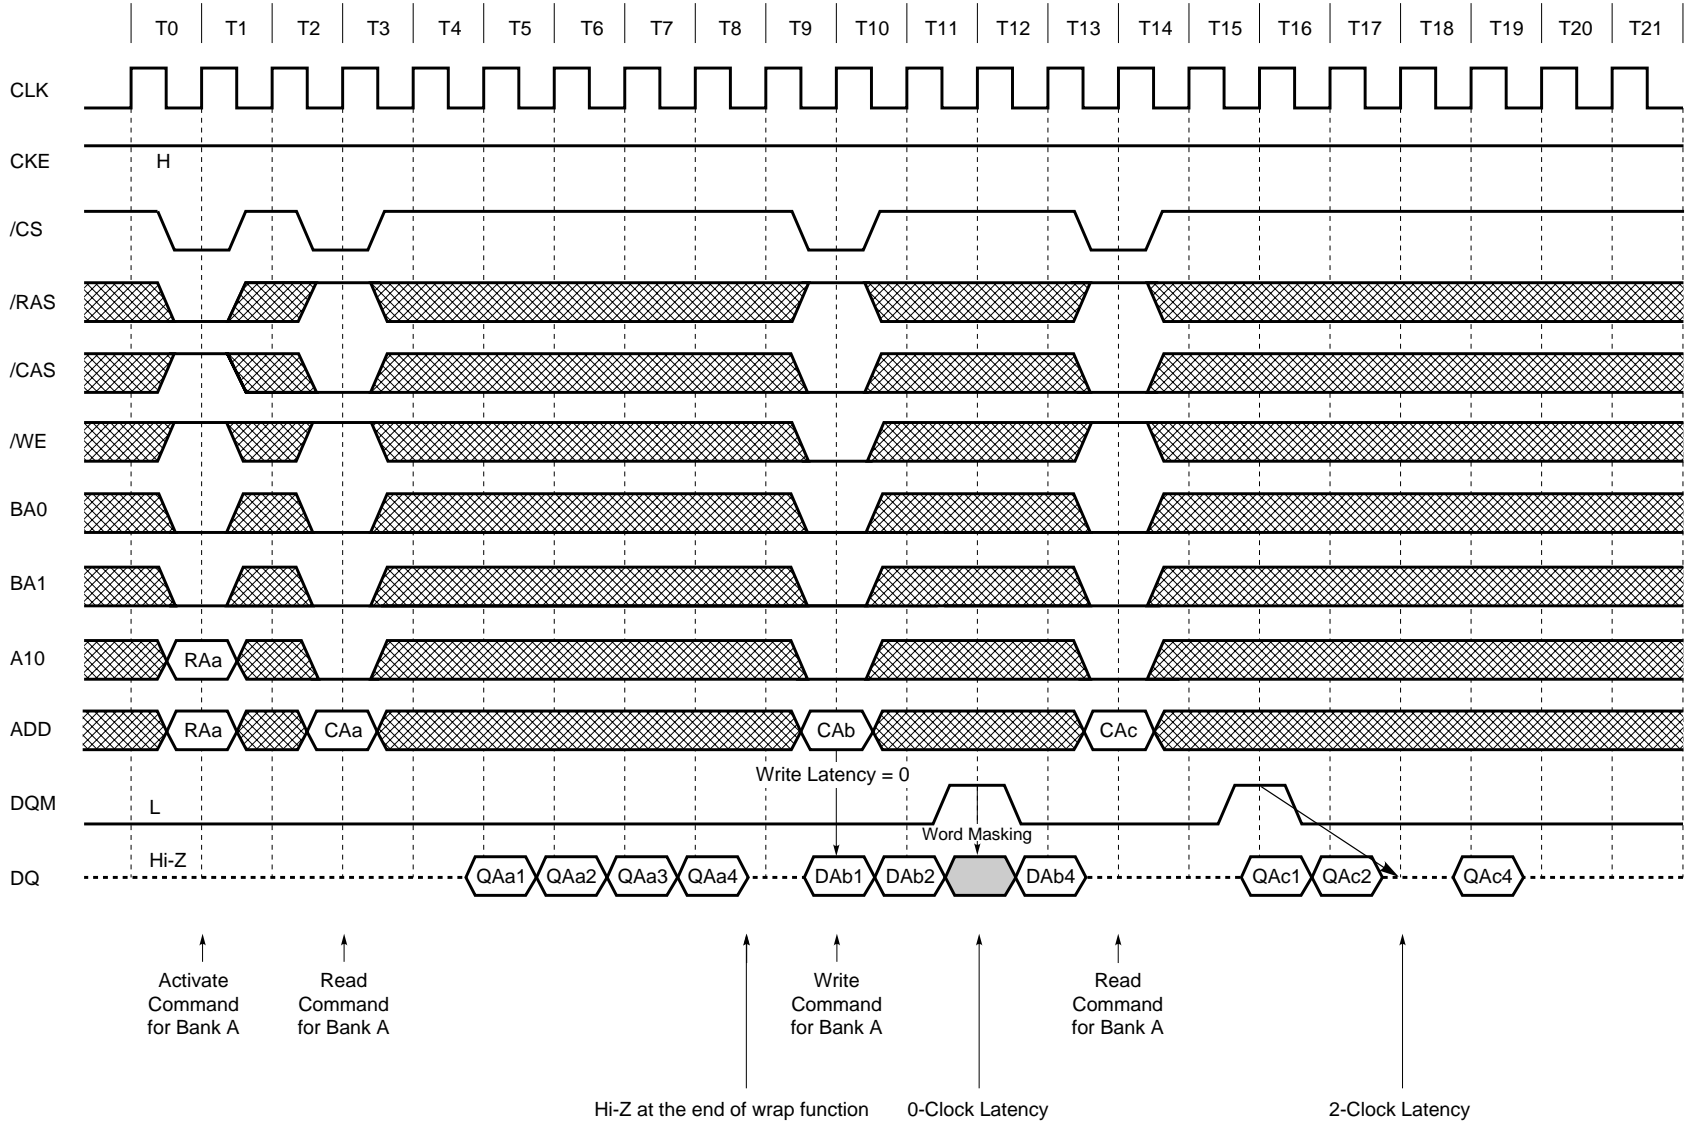 T0 T1 T2 T3 T4 T5 T6 T7 T8 T9 T10 T11 T12 T13 T14 T15 T16 T17 T18 T19 T20 T21
CLK
CKE H
/CS
/RAS
/CAS
/WE
BA0
BA1
A10 RAa
ADD RAa CAa CAb CAc
Write Latency = 0
DQM L
Word Masking
Hi-Z
DQ QAa1 QAa2 QAa3 QAa4 DAb1 DAb2 DAb4 QAc1 QAc2 QAc4
Activate Command for Bank A
Read Command for Bank A
Write Command for Bank A
Read Command for Bank A
Hi-Z at the end of wrap function 0-Clock Latency 2-Clock Latency